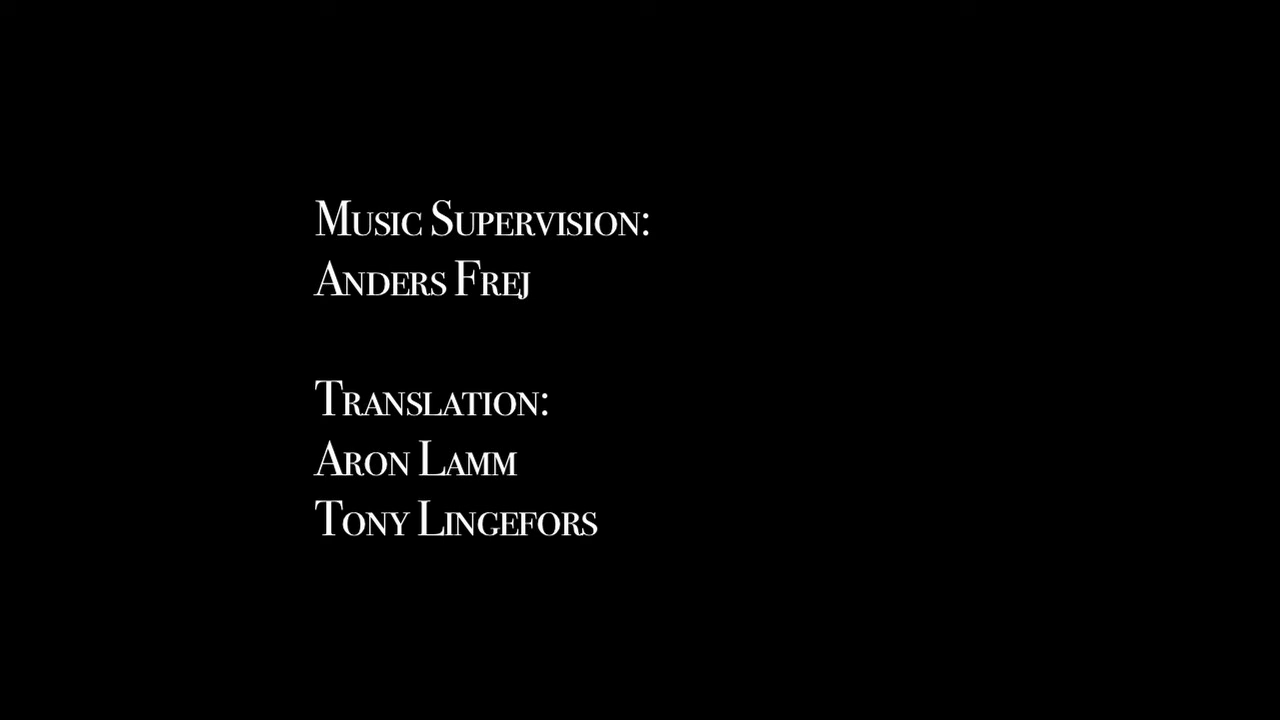 Music Supervision:
Anders Frej
Translation:
Aron Lamm
Tony Lingefors